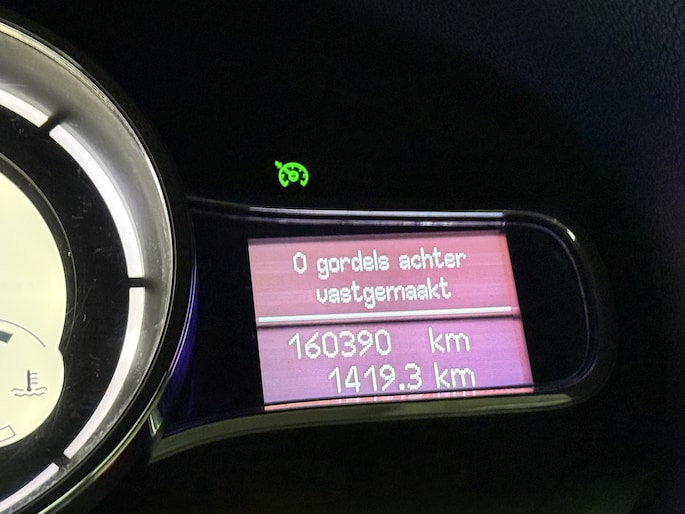 0 gordels achter
vastgemaakt
160390 km
1419.3 km